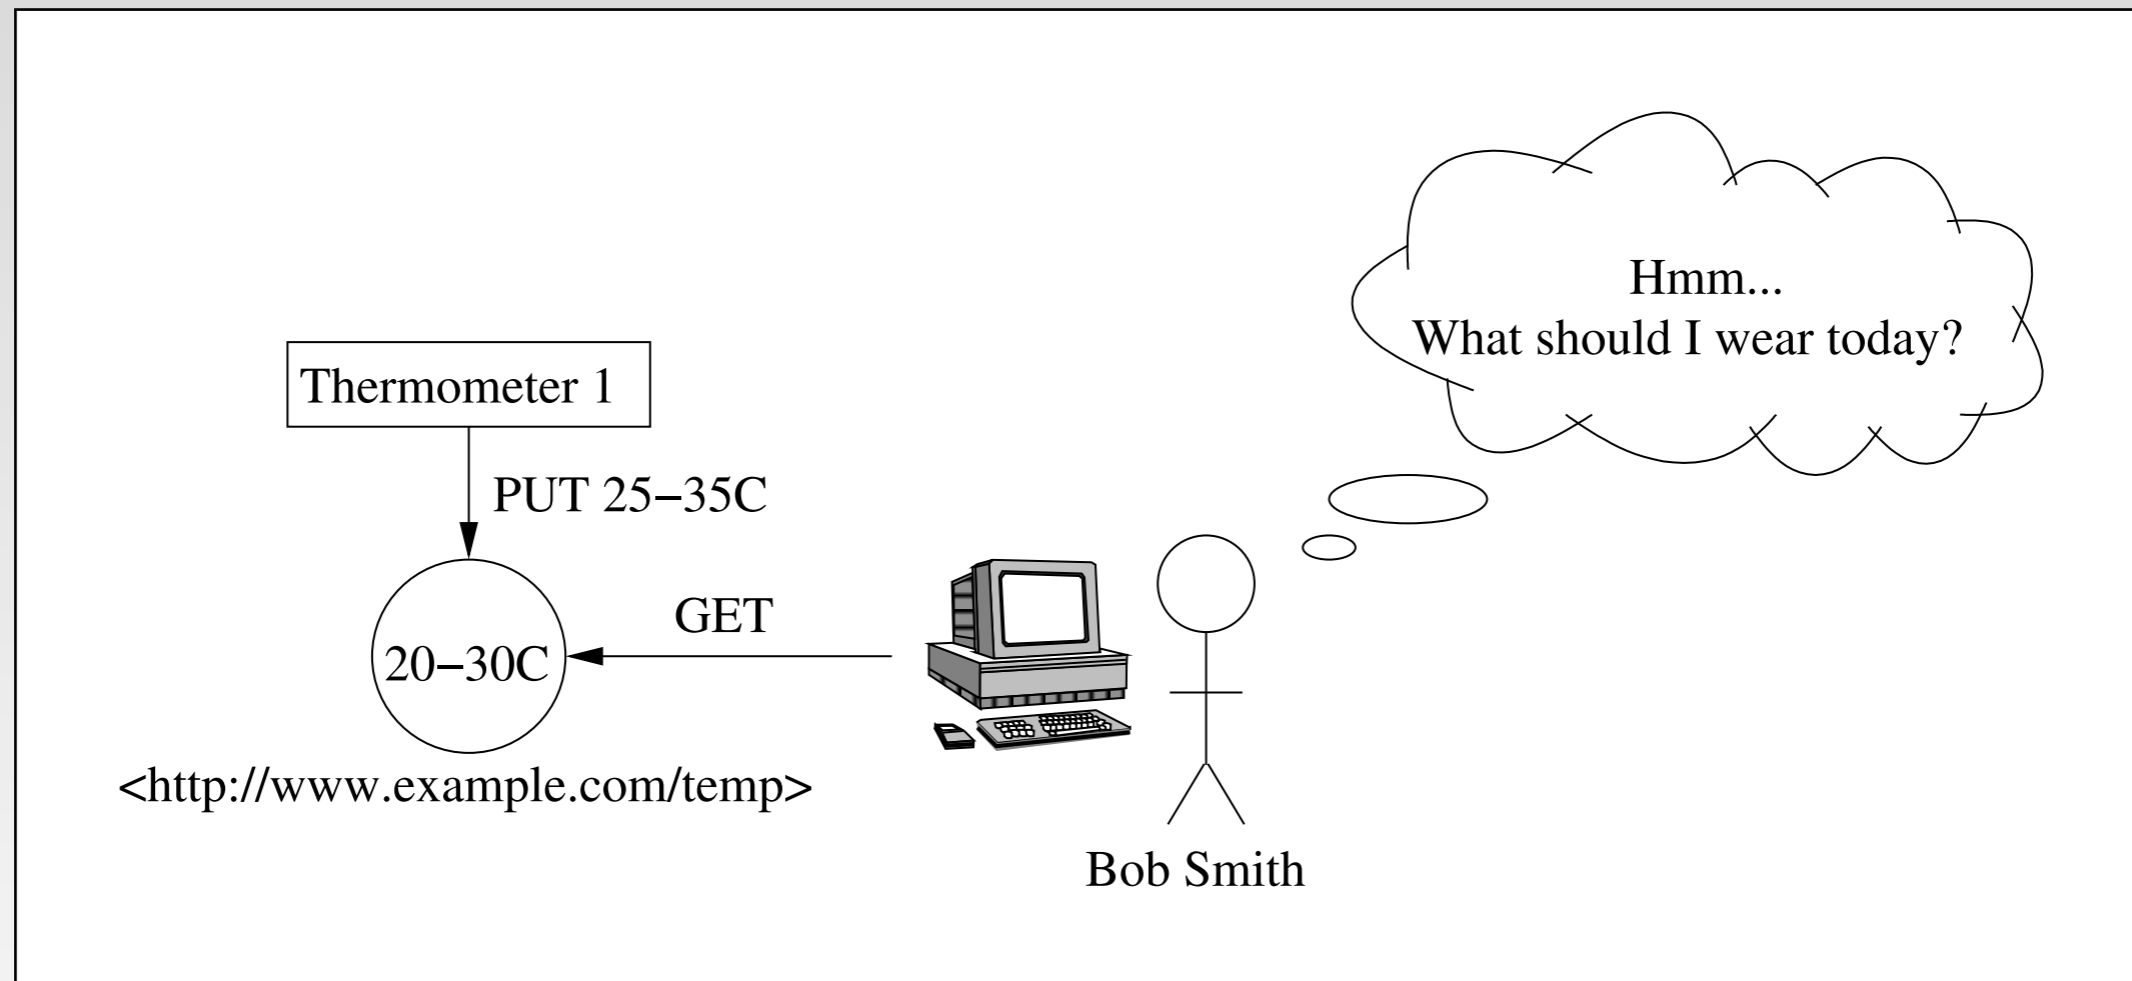 Hmm...
What should I wear today?
Thermometer 1
PUT 25–35C
GET
20–30C
<http://www.example.com/temp>
Bob Smith